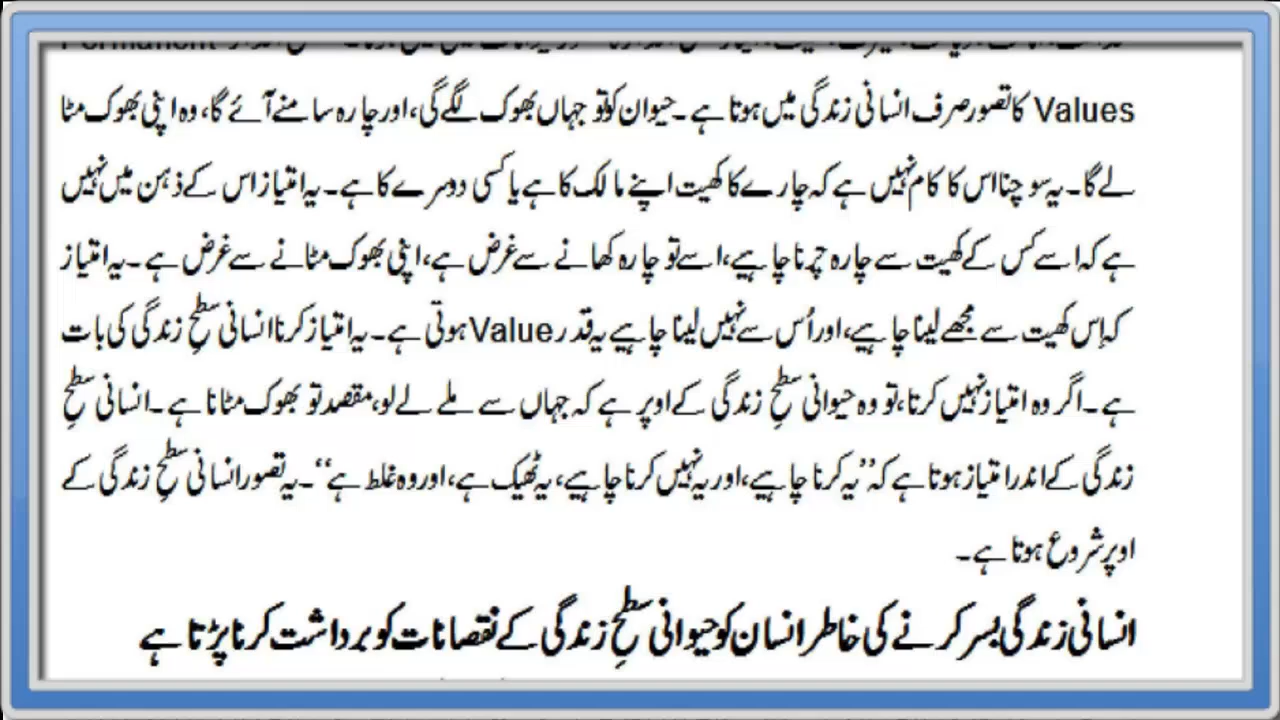 Permanent
Values کا تصور صرف انسانی زندگی میں ہوتا ہے۔ حیوان کو تو جہاں بھوک لگے گی، اور چارہ سامنے آئے گا، وہ اپنی بھوک مٹا
لے گا۔ یہ سوچنا اس کا کام نہیں ہے کہ چارے کا کھیت اپنے مالک کا ہے یا کسی دوسرے کا ہے۔ یہ امتیاز اس کے ذہن میں نہیں
ہے کہ اسے کس کے کھیت سے چارہ چرنا چاہیے، اسے تو چارہ کھانے سے غرض ہے، اپنی بھوک مٹانے سے غرض ہے۔ یہ امتیاز
کہ اِس کھیت سے مجھے لینا چاہیے، اور اُس سے نہیں لینا چاہیے یہ قدر Value ہوتی ہے۔ یہ امتیاز کرنا انسانی سطحِ زندگی کی بات
ہے۔ اگر وہ امتیاز نہیں کرتا، تو وہ حیوانی سطحِ زندگی کے اوپر ہے کہ جہاں سے ملے لے لو، مقصد تو بھوک مٹانا ہے۔ انسانی سطحِ
زندگی کے اندر امتیاز ہوتا ہے کہ ’’یہ کرنا چاہیے، اور یہ نہیں کرنا چاہیے، یہ ٹھیک ہے، اور وہ غلط ہے‘‘۔ یہ تصور انسانی سطحِ زندگی کے
اوپر شروع ہوتا ہے۔
انسانی زندگی بسر کرنے کی خاطر انسان کو حیوانی سطحِ زندگی کے نقصانات کو برداشت کرنا پڑتا ہے